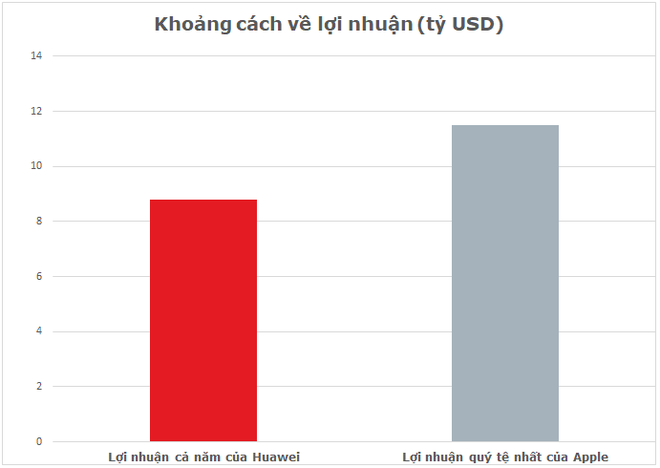 Khoảng cách về lợi nhuận (tỷ USD)
14
12
10
8
6
4
2
0
Lợi nhuận cả năm của Huawei
Lợi nhuận quý tệ nhất của Apple